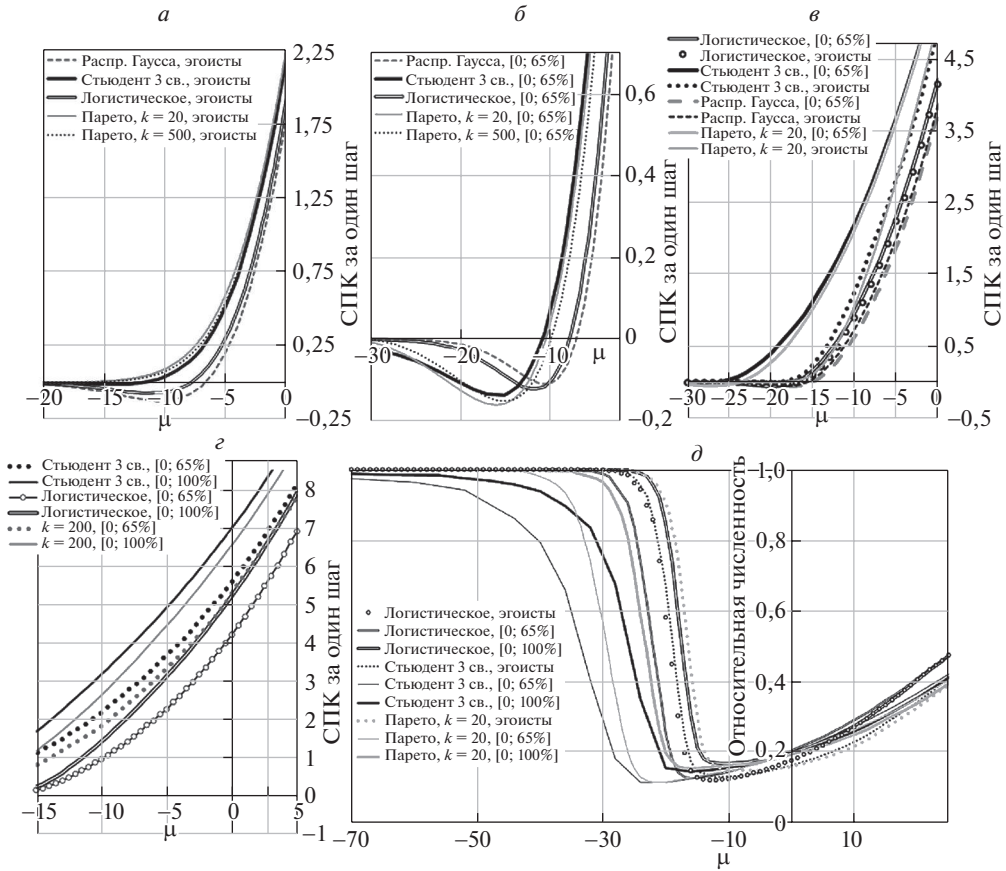 а
2,25
1,75
1,25
0,75
0,25
−0,25
Распр. Гаусса, эгоисты
Стьюдент 3 св., эгоисты
Логистическое, эгоисты
Парето, k = 20, эгоисты
Парето, k = 500, эгоисты
−20 −15 −10 −5 0
μ
СПК за один шаг
б
Распр. Гаусса, [0; 65%]
Стьюдент 3 св., [0; 65%]
Логистическое, [0; 65%]
Парето, k = 20, [0; 65%]
Парето, k = 500, [0; 65%]
0,6
0,4
0,2
0
−0,2
−30 −20 −10 μ
СПК за один шаг
в
Логистическое, [0; 65%]
Логистическое, эгоисты
Стьюдент 3 св., [0; 65%]
Стьюдент 3 св., эгоисты
Распр. Гаусса, [0; 65%]
Распр. Гаусса, эгоисты
Парето, k = 20, [0; 65%]
Парето, k = 20, эгоисты
4,5
3,5
2,5
1,5
0,5
−0,5
−30 −25 −20 −15 −10 −5 0
μ
СПК за один шаг
г
Стьюдент 3 св., [0; 65%]
Стьюдент 3 св., [0; 100%]
Логистическое, [0; 65%]
Логистическое, [0; 100%]
k = 200, [0; 65%]
k = 200, [0; 100%]
8
7
6
5
4
3
2
1
0
−1
−15 −10 −5 0 5
μ
СПК за один шаг
д
1,0
0,8
0,6
0,4
0,2
0
Относительная численность
Логистическое, эгоисты
Логистическое, [0; 65%]
Логистическое, [0; 100%]
Стьюдент 3 св., эгоисты
Стьюдент 3 св., [0; 65%]
Стьюдент 3 св., [0; 100%]
Парето, k = 20, эгоисты
Парето, k = 20, [0; 65%]
Парето, k = 20, [0; 100%]
−70 −50 −30 −10 10
μ